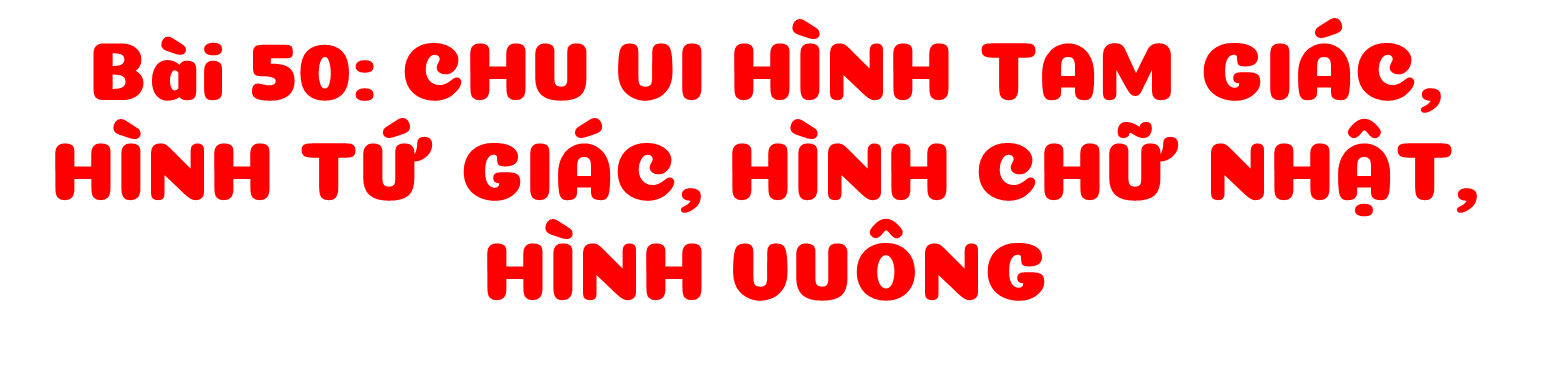 Bài 50: CHU VI HÌNH TAM GIÁC,
HÌNH TỨ GIÁC, HÌNH CHỮ NHẬT,
HÌNH VUÔNG